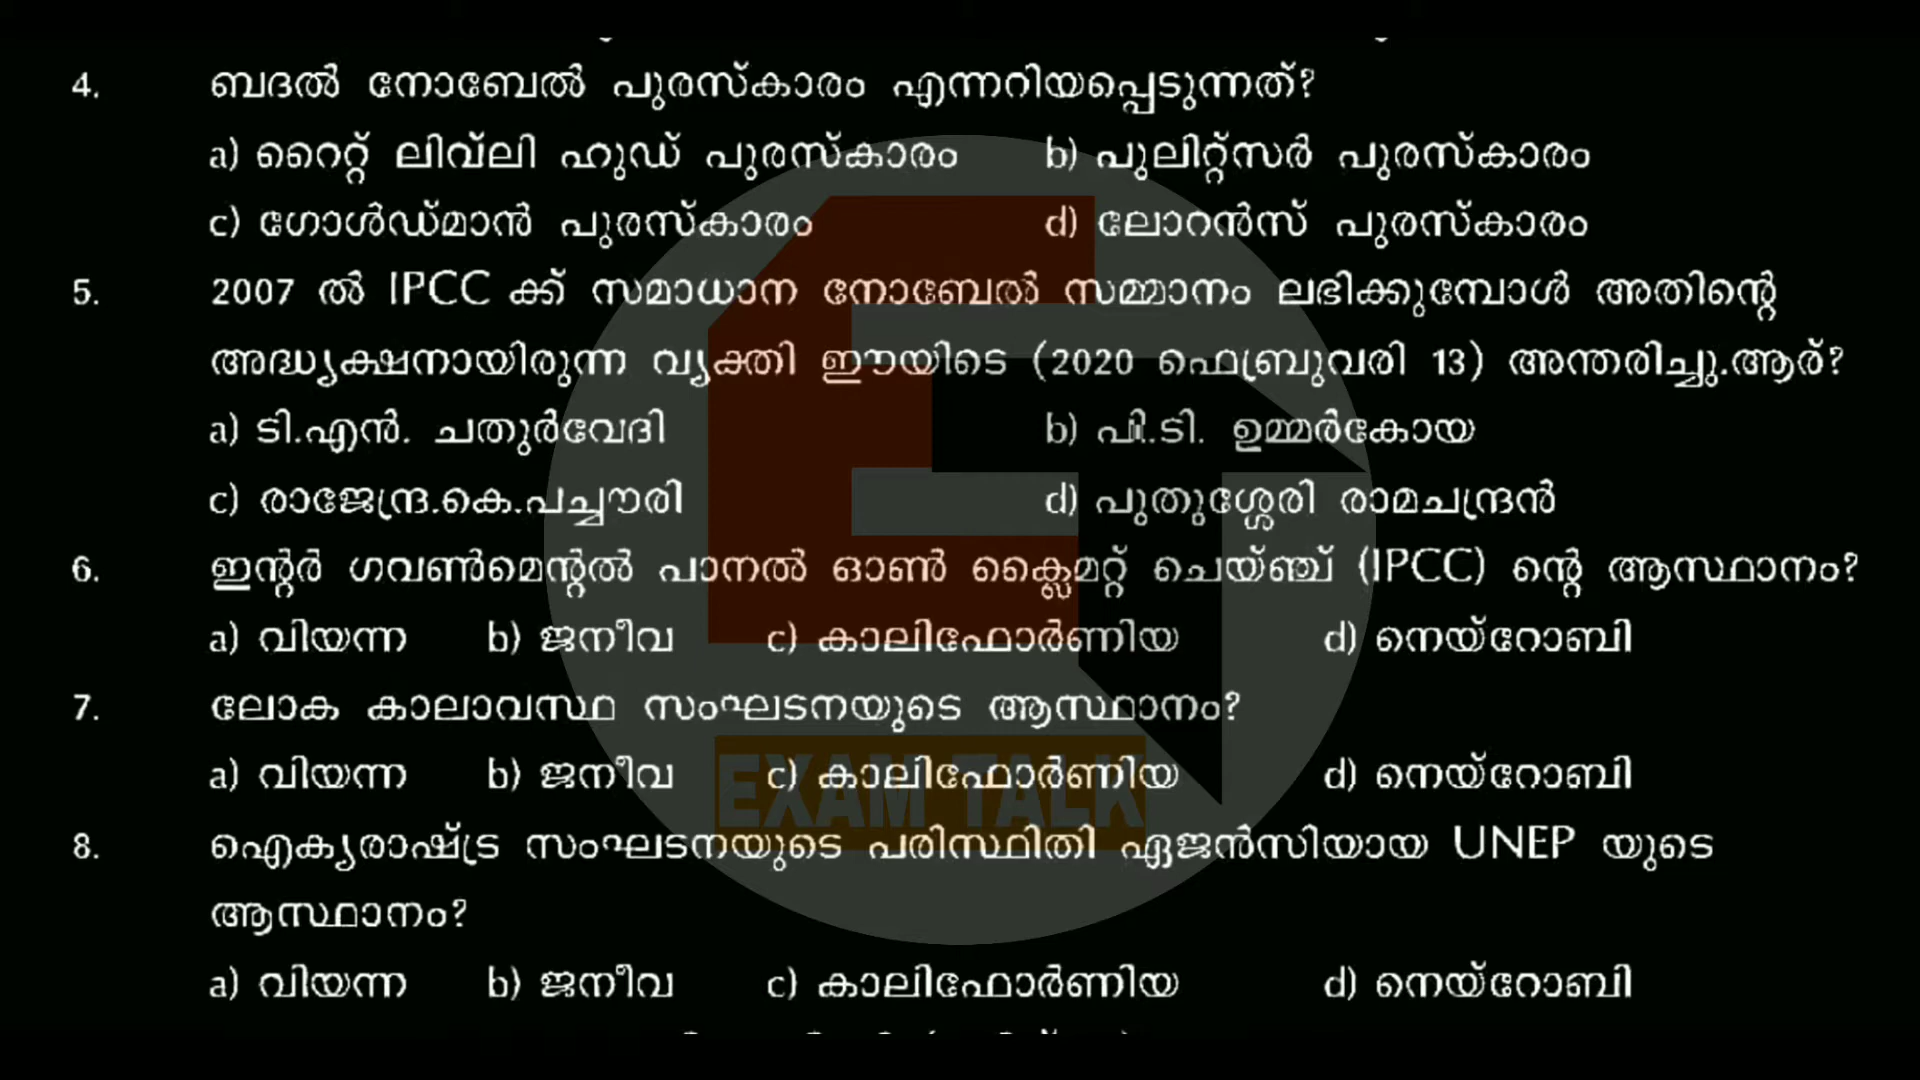 4. ബദൽ നോബേൽ പുരസ്കാരം എന്നറിയപ്പെടുന്നത്?
a) റൈറ്റ് ലിവ്ലി ഹുഡ് പുരസ്കാരം b) പുലിറ്റ്സർ പുരസ്കാരം
c) ഗോൾഡ്മാൻ പുരസ്കാരം d) ലോറൻസ് പുരസ്കാരം
5. 2007 ൽ IPCC ക്ക് സമാധാന നോബേൽ സമ്മാനം ലഭിക്കുമ്പോൾ അതിന്റെ
അദ്ധ്യക്ഷനായിരുന്ന വ്യക്തി ഈയിടെ (2020 ഫെബ്രുവരി 13) അന്തരിച്ചു.ആര്?
a) ടി.എൻ. ചതുർവേദി b) പി.ടി. ഉമ്മർകോയ
c) രാജേന്ദ്ര.കെ.പച്ചൗരി d) പുതുശ്ശേരി രാമചന്ദ്രൻ
6. ഇന്റർ ഗവൺമെന്റൽ പാനൽ ഓൺ ക്ലൈമറ്റ് ചെയ്ഞ്ച് (IPCC) ന്റെ ആസ്ഥാനം?
a) വിയന്ന b) ജനീവ c) കാലിഫോർണിയ d) നെയ്റോബി
7. ലോക കാലാവസ്ഥ സംഘടനയുടെ ആസ്ഥാനം?
a) വിയന്ന b) ജനീവ c) കാലിഫോർണിയ d) നെയ്റോബി
EXAM TALK
8. ഐക്യരാഷ്ട്ര സംഘടനയുടെ പരിസ്ഥിതി ഏജൻസിയായ UNEP യുടെ
ആസ്ഥാനം?
a) വിയന്ന b) ജനീവ c) കാലിഫോർണിയ d) നെയ്റോബി